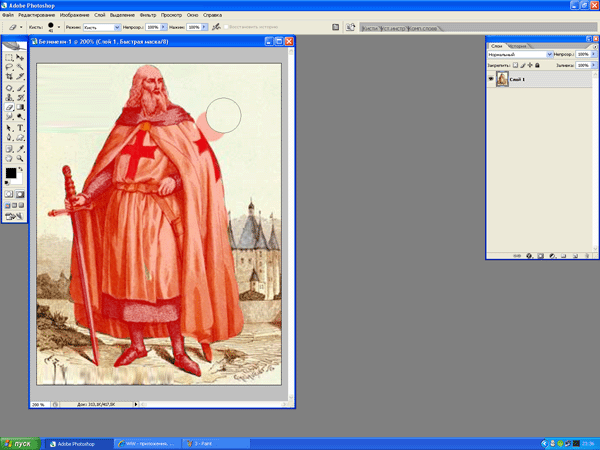 Adobe Photoshop
Файл Редактирование Изображение Слой Выделение Фильтр Просмотр Окно Справка
Кисть: Режим: Кисть Непрозр.: 100% Нажим: 100%
Безимени-1 @ 200% (Слой 1, Быстрая маска/8)
Слои История
Нормальный Непрозр.: 100%
Закрепить: Заливка: 100%
Слой 1
200 %
пуск Adobe Photoshop 3 - Paint